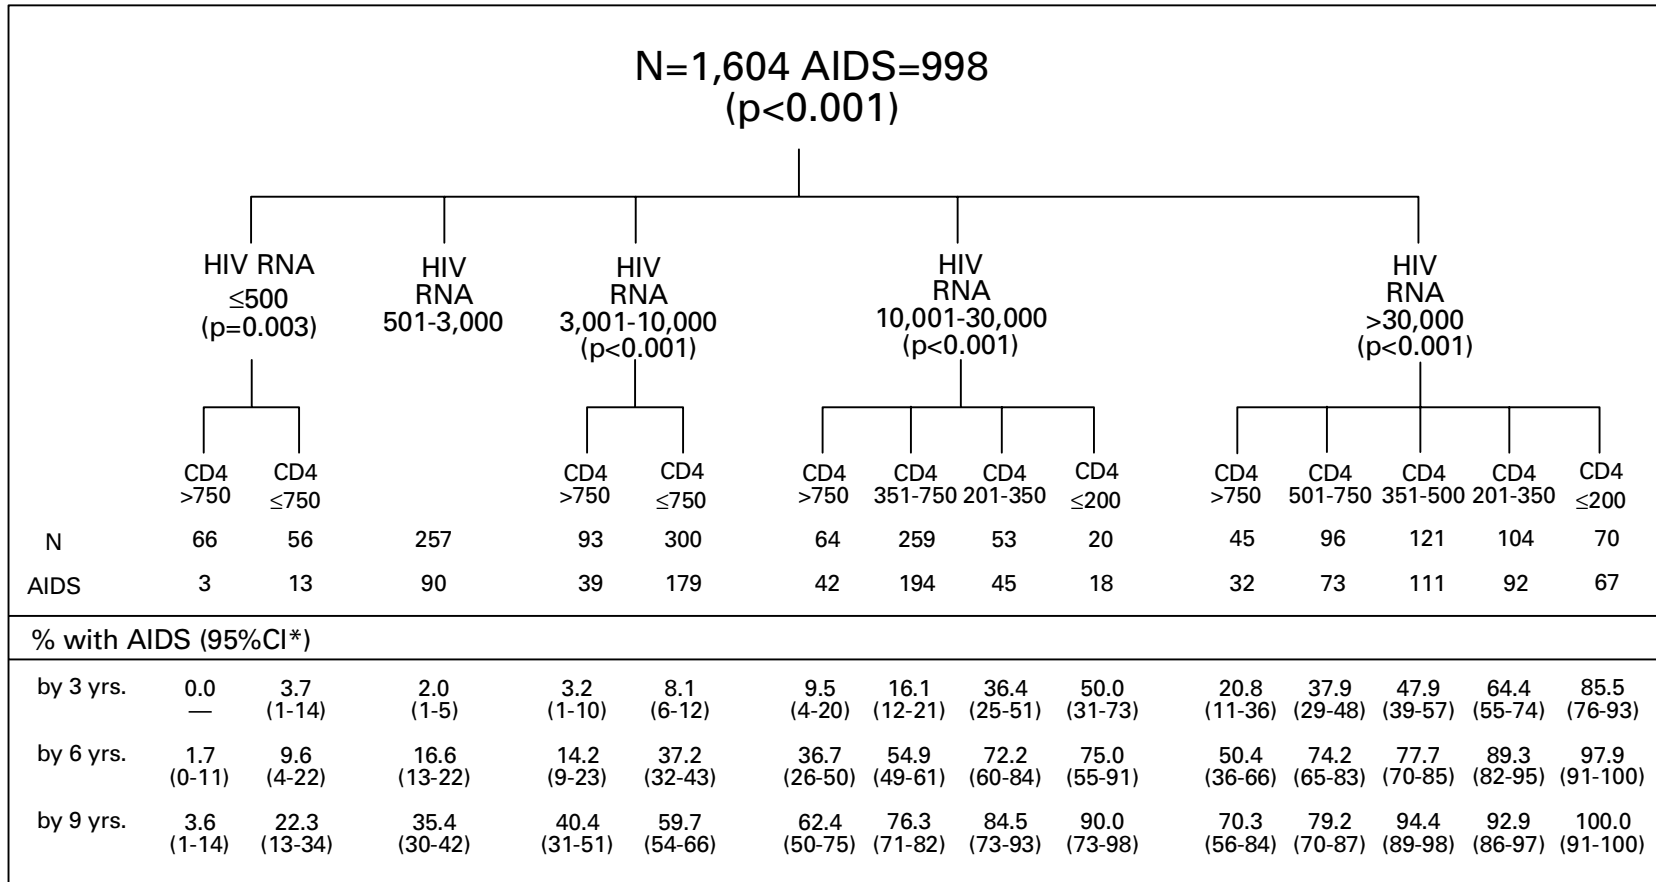 N=1,604 AIDS=998
(p<0.001)
HIV RNA
≤500
(p=0.003)
HIV
RNA
501-3,000
HIV
RNA
3,001-10,000
(p<0.001)
HIV
RNA
10,001-30,000
(p<0.001)
HIV
RNA
>30,000
(p<0.001)
CD4 CD4 CD4 CD4 CD4 CD4 CD4 CD4 CD4 CD4 CD4 CD4 CD4
>750 ≤750 >750 ≤750 >750 351-750 201-350 ≤200 >750 501-750 351-500 201-350 ≤200
N 66 56 257 93 300 64 259 53 20 45 96 121 104 70
AIDS 3 13 90 39 179 42 194 45 18 32 73 111 92 67
% with AIDS (95%CI*)
by 3 yrs. 0.0 3.7 2.0 3.2 8.1 9.5 16.1 36.4 50.0 20.8 37.9 47.9 64.4 85.5
— (1-14) (1-5) (1-10) (6-12) (4-20) (12-21) (25-51) (31-73) (11-36) (29-48) (39-57) (55-74) (76-93)
by 6 yrs. 1.7 9.6 16.6 14.2 37.2 36.7 54.9 72.2 75.0 50.4 74.2 77.7 89.3 97.9
(0-11) (4-22) (13-22) (9-23) (32-43) (26-50) (49-61) (60-84) (55-91) (36-66) (65-83) (70-85) (82-95) (91-100)
by 9 yrs. 3.6 22.3 35.4 40.4 59.7 62.4 76.3 84.5 90.0 70.3 79.2 94.4 92.9 100.0
(1-14) (13-34) (30-42) (31-51) (54-66) (50-75) (71-82) (73-93) (73-98) (56-84) (70-87) (89-98) (86-97) (91-100)